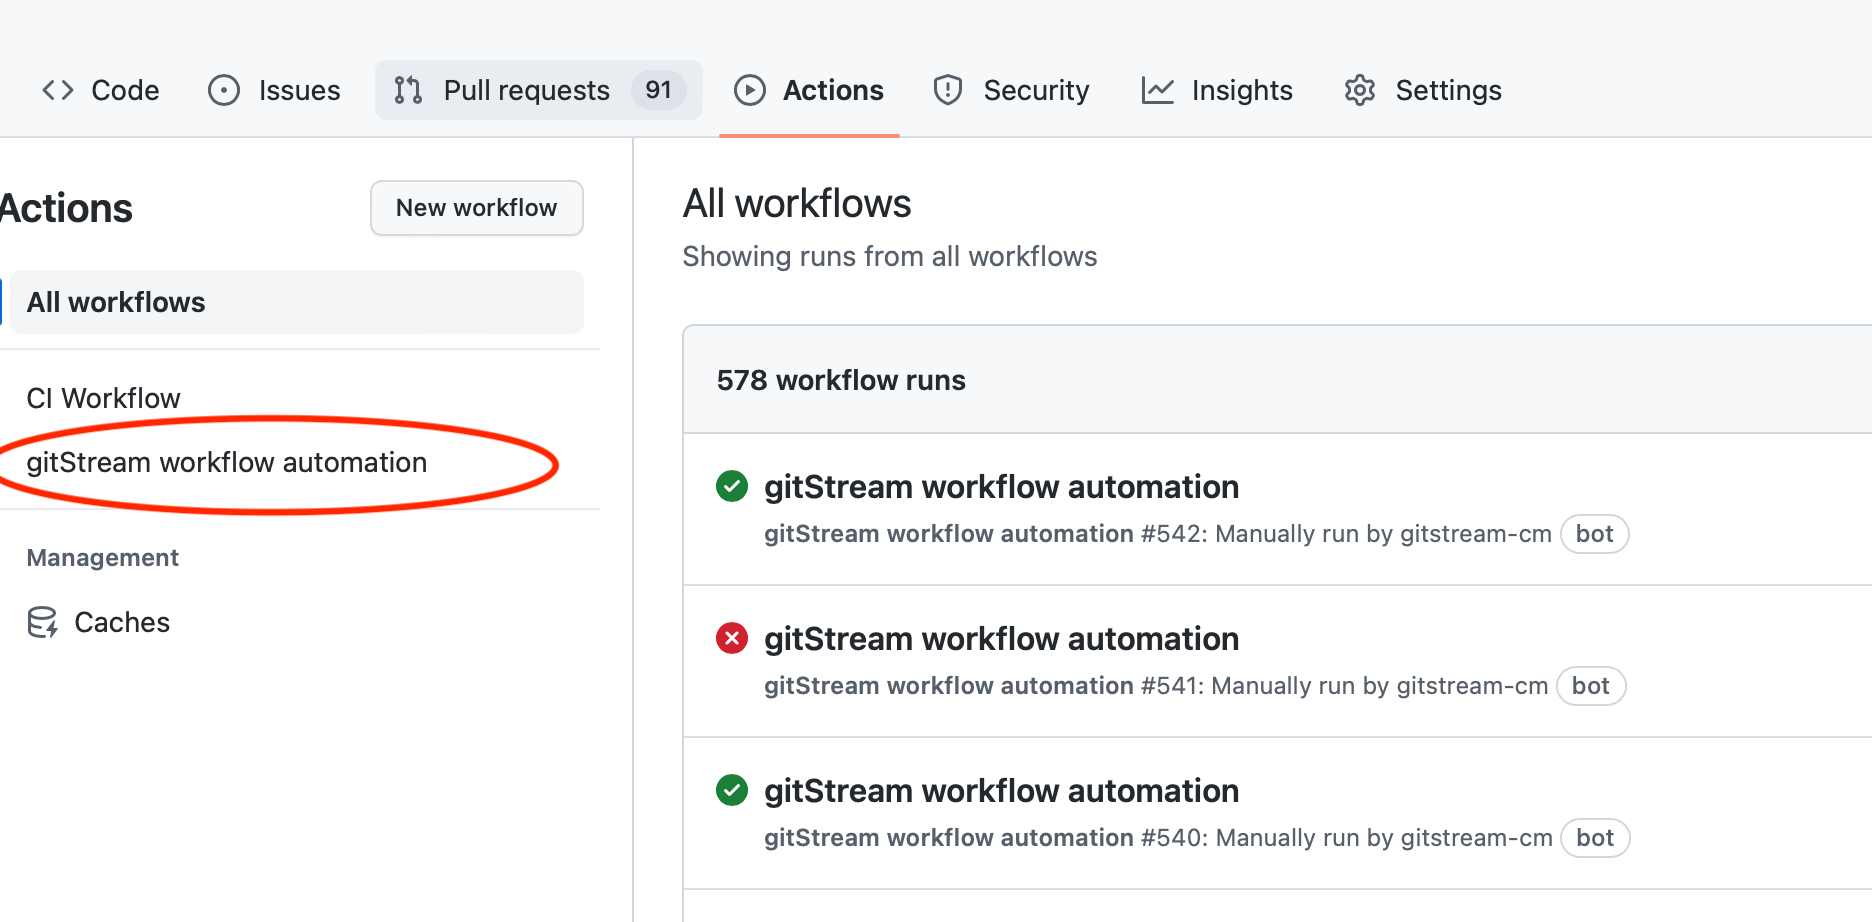 Code Issues Pull requests 91 Actions Security Insights Settings
Actions
New workflow
All workflows
CI Workflow
gitStream workflow automation
Management
Caches
All workflows
Showing runs from all workflows
578 workflow runs
gitStream workflow automation
gitStream workflow automation #542: Manually run by gitstream-cm bot
gitStream workflow automation
gitStream workflow automation #541: Manually run by gitstream-cm bot
gitStream workflow automation
gitStream workflow automation #540: Manually run by gitstream-cm bot